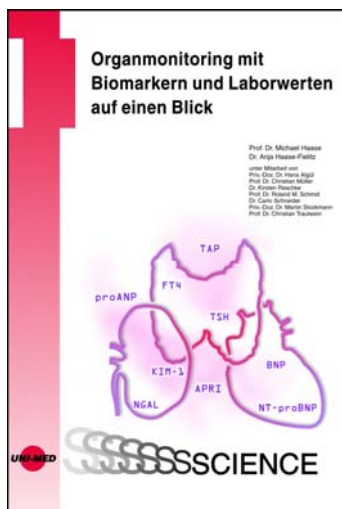 Organmonitoring mit
Biomarkern und Laborwerten
auf einen Blick
Prof. Dr. Michael Haase
Dr. Anja Haase-Fielitz
unter Mitarbeit von
Priv.-Doz. Dr. Hana Algül
Prof. Dr. Christian Müller
Dr. Kirsten Reschke
Prof. Dr. Roland M. Schmid
Dr. Carlo Schneider
Priv.-Doz. Dr. Martin Stockmann
Prof. Dr. Christian Trautwein
TAP
FT4
proANP
TSH
KIM-1
BNP
APRI
NGAL
NT-proBNP
UNI-MED
SSSSSSSSCIENCE